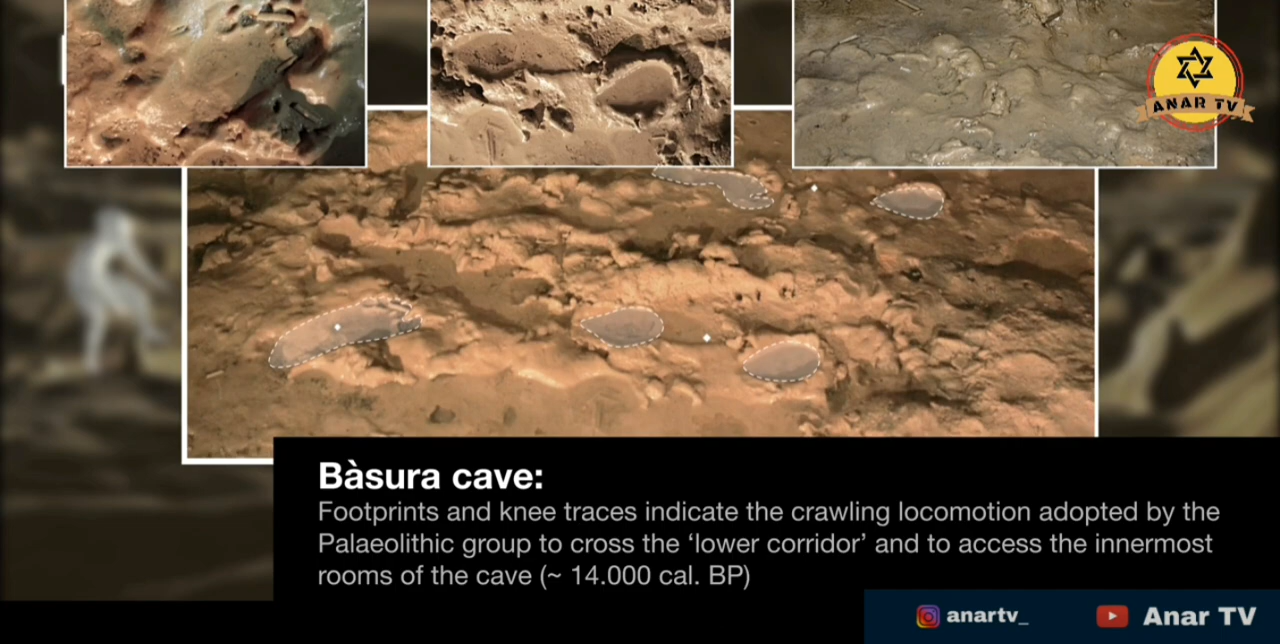 ANAR TV
Bàsura cave:
Footprints and knee traces indicate the crawling locomotion adopted by the
Palaeolithic group to cross the ‘lower corridor’ and to access the innermost
rooms of the cave (~ 14.000 cal. BP)
anartv_
Anar TV